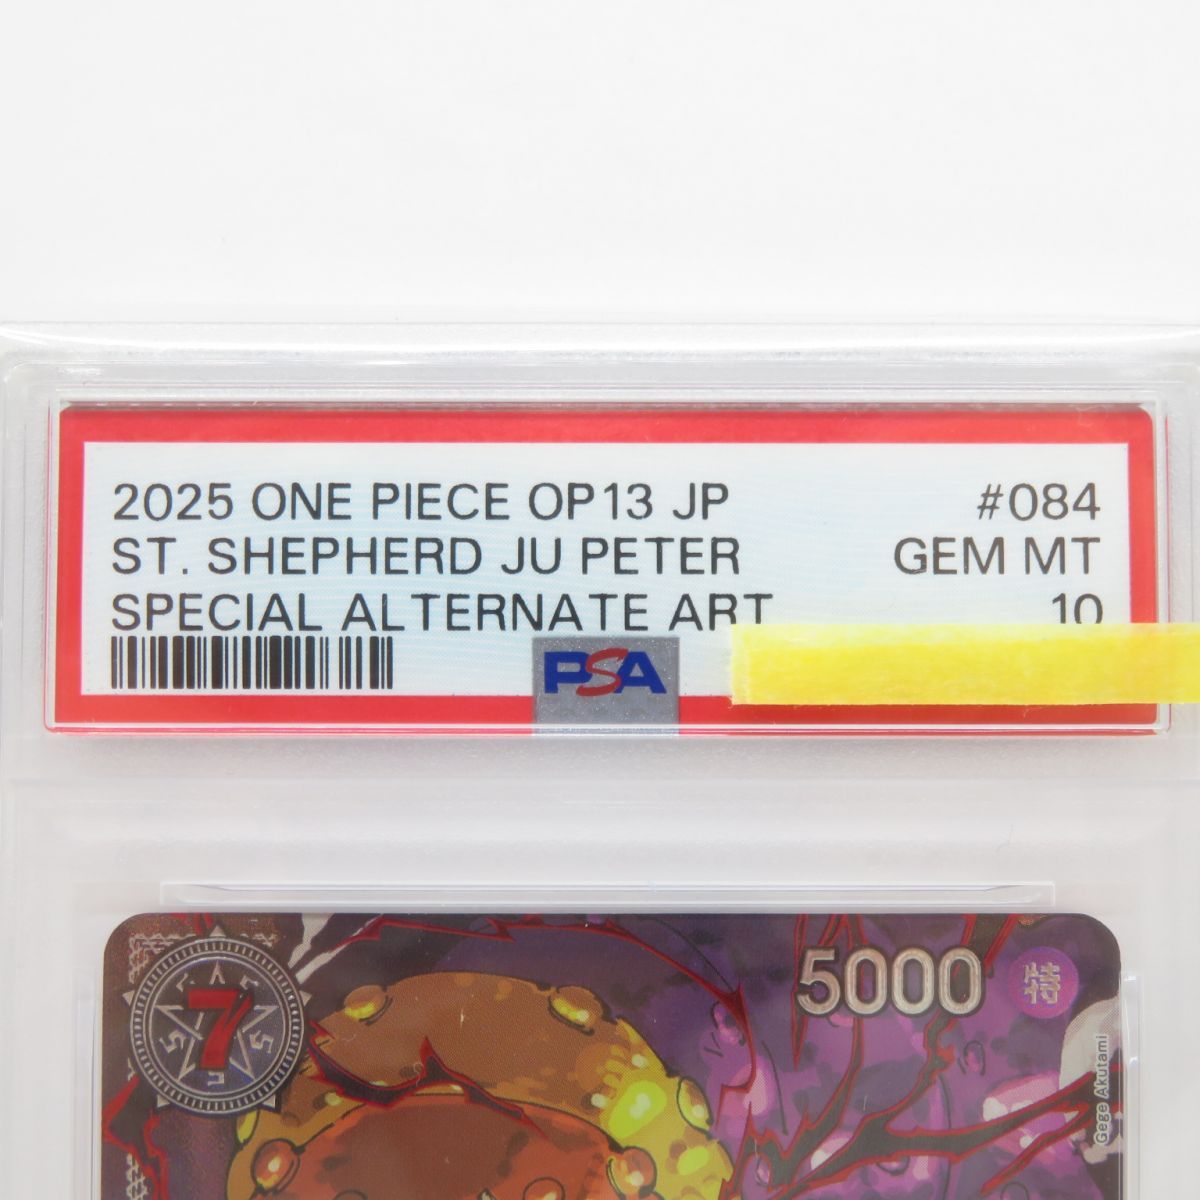 2025 ONE PIECE OP13 JP #084
ST. SHEPHERD JU PETER GEM MT
SPECIAL ALTERNATE ART 10
PSA
7
5000
特
Gege Akutami